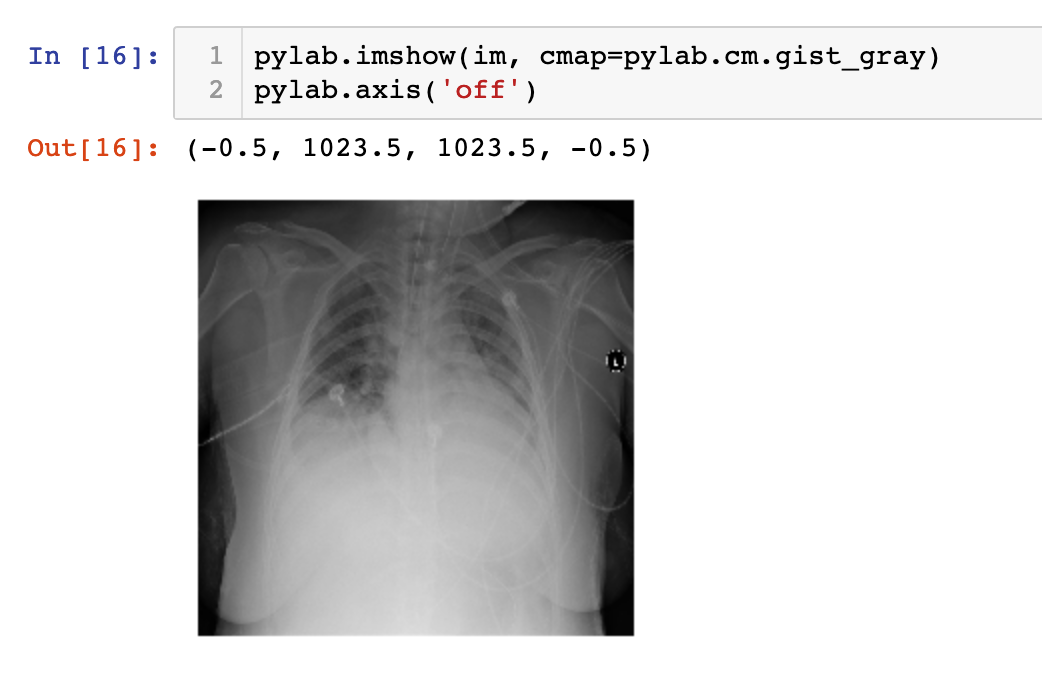 In [16]:
1 pylab.imshow(im, cmap=pylab.cm.gist_gray)
2 pylab.axis('off')
Out[16]: (-0.5, 1023.5, 1023.5, -0.5)
L